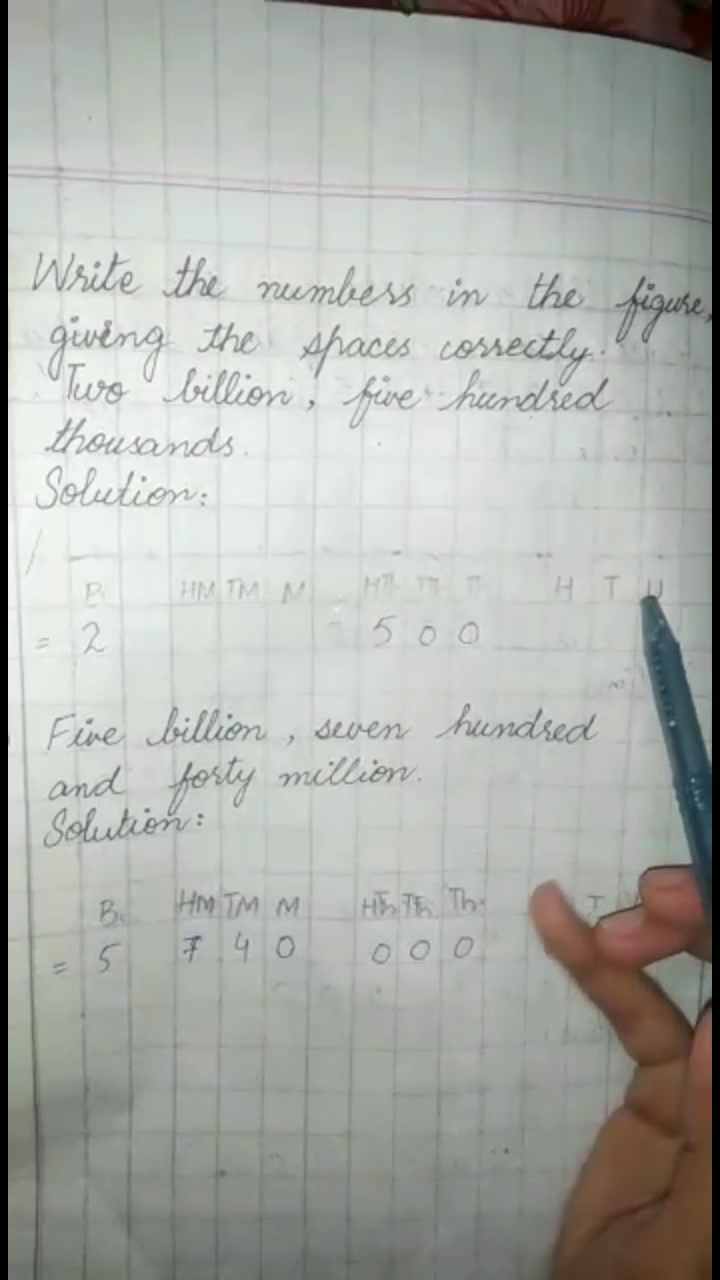 Write the numbers in the figure,
giving the spaces correctly.
Two billion, five hundred
thousands.
Solution:
B. HM TM M HTh TTh T H T U
= 2 5 0 0
Five billion, seven hundred
and forty million.
Solution:
B. HM TM M HTh TTh Th. T
= 5 7 4 0 0 0 0